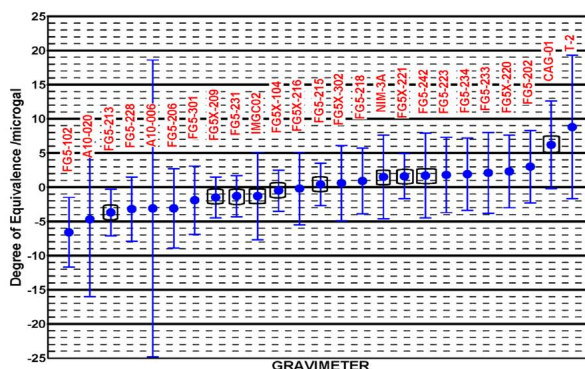 Degree of Equivalence /microgal
25
20
15
10
5
0
-5
-10
-15
-20
-25
FG5-102
A10-020
FG5-213
FG5-228
A10-006
FG5-206
FG5-301
FG5X-209
FG5-231
IMGC02
FG5X-104
FG5X-216
FG5-215
FG5X-302
FG5-218
NIM-3A
FG5X-221
FG5-242
FG5-223
FG5-234
FG5-233
FG5X-220
FG5-202
CAG-01
T-2
GRAVIMETER